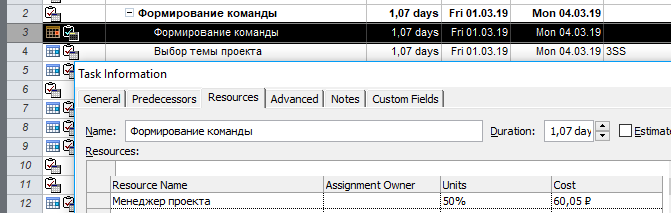 2 Формирование команды 1,07 days Fri 01.03.19 Mon 04.03.19
3 Формирование команды 1,07 days Fri 01.03.19 Mon 04.03.19
4 Выбор темы проекта 1,07 days Fri 01.03.19 Mon 04.03.19 3SS
5 Task Information
6 General Predecessors Resources Advanced Notes Custom Fields
7
8 Name: Формирование команды Duration: 1,07 day Estimate
9 Resources:
10
11 Resource Name Assignment Owner Units Cost
12 Менеджер проекта 50% 60,05 ₽